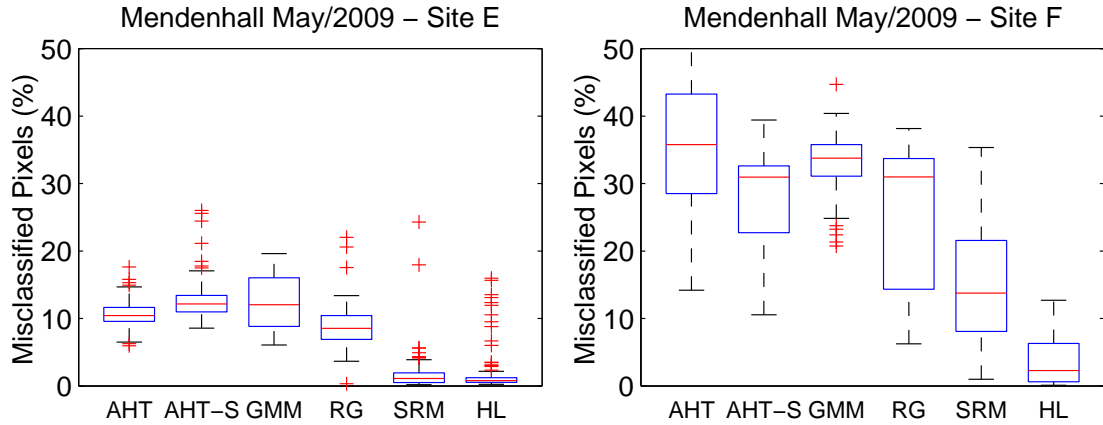 Mendenhall May/2009 − Site E
Misclassified Pixels (%)
50
40
30
20
10
0
AHT AHT−S GMM RG SRM HL
Mendenhall May/2009 − Site F
Misclassified Pixels (%)
50
40
30
20
10
0
AHT AHT−S GMM RG SRM HL